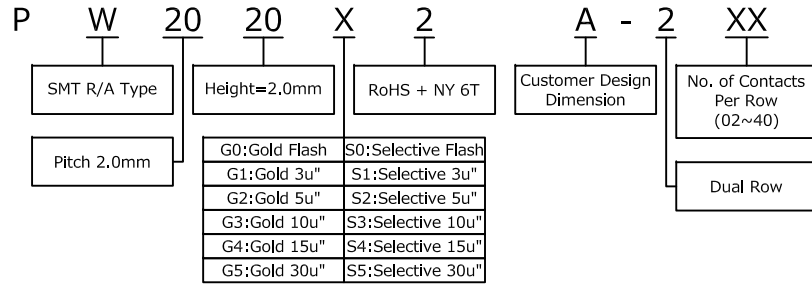 P W 20 20 X 2 A - 2 XX
SMT R/A Type
Height=2.0mm
RoHS + NY 6T
Customer Design
Dimension
No. of Contacts
Per Row
(02~40)
Pitch 2.0mm
Dual Row
G0:Gold Flash S0:Selective Flash
G1:Gold 3u" S1:Selective 3u"
G2:Gold 5u" S2:Selective 5u"
G3:Gold 10u" S3:Selective 10u"
G4:Gold 15u" S4:Selective 15u"
G5:Gold 30u" S5:Selective 30u"